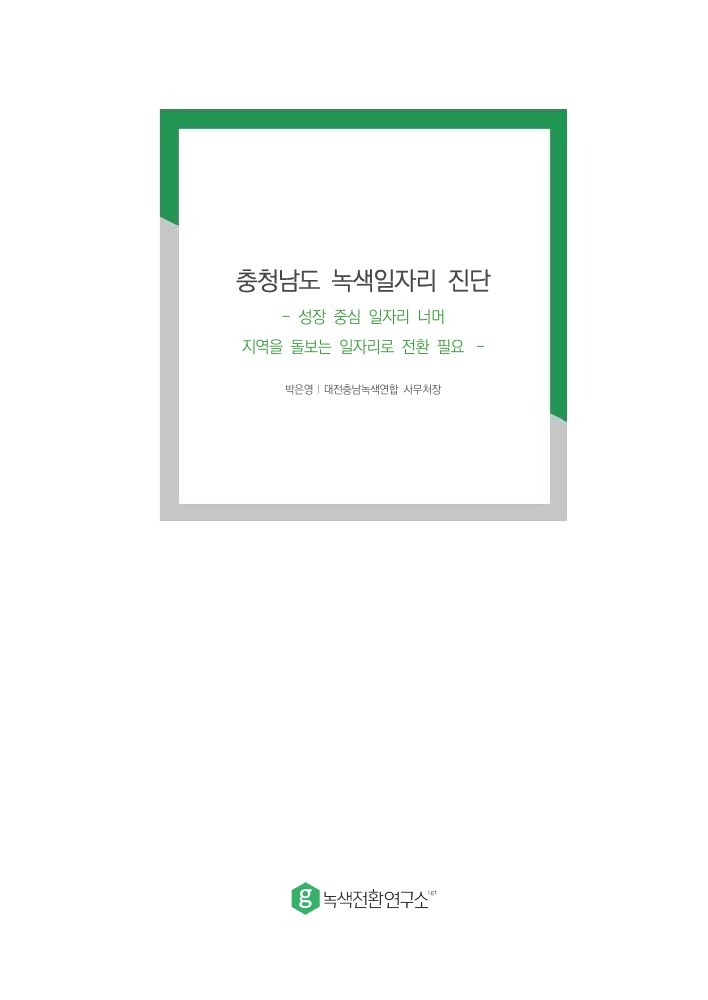 충청남도 녹색일자리 진단
- 성장 중심 일자리 너머
지역을 돌보는 일자리로 전환 필요 -
박은영 | 대전충남녹색연합 사무처장
g 녹색전환연구소